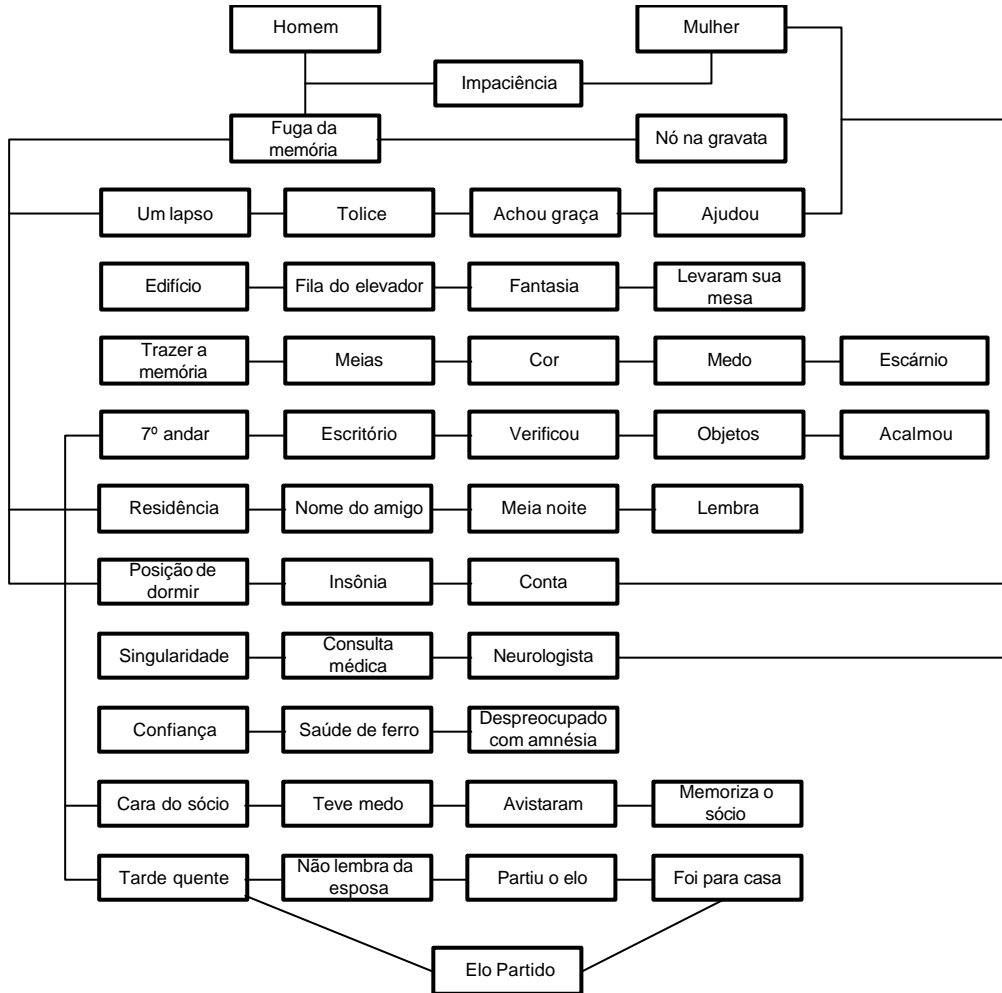 Homem
Mulher
Impaciência
Fuga da
memória
Nó na gravata
Um lapso
Tolice
Achou graça
Ajudou
Edifício
Fila do elevador
Fantasia
Levaram sua
mesa
Trazer a
memória
Meias
Cor
Medo
Escárnio
7º andar
Escritório
Verificou
Objetos
Acalmou
Residência
Nome do amigo
Meia noite
Lembra
Posição de
dormir
Insônia
Conta
Singularidade
Consulta
médica
Neurologista
Confiança
Saúde de ferro
Despreocupado
com amnésia
Cara do sócio
Teve medo
Avistaram
Memoriza o
sócio
Tarde quente
Não lembra da
esposa
Partiu o elo
Foi para casa
Elo Partido